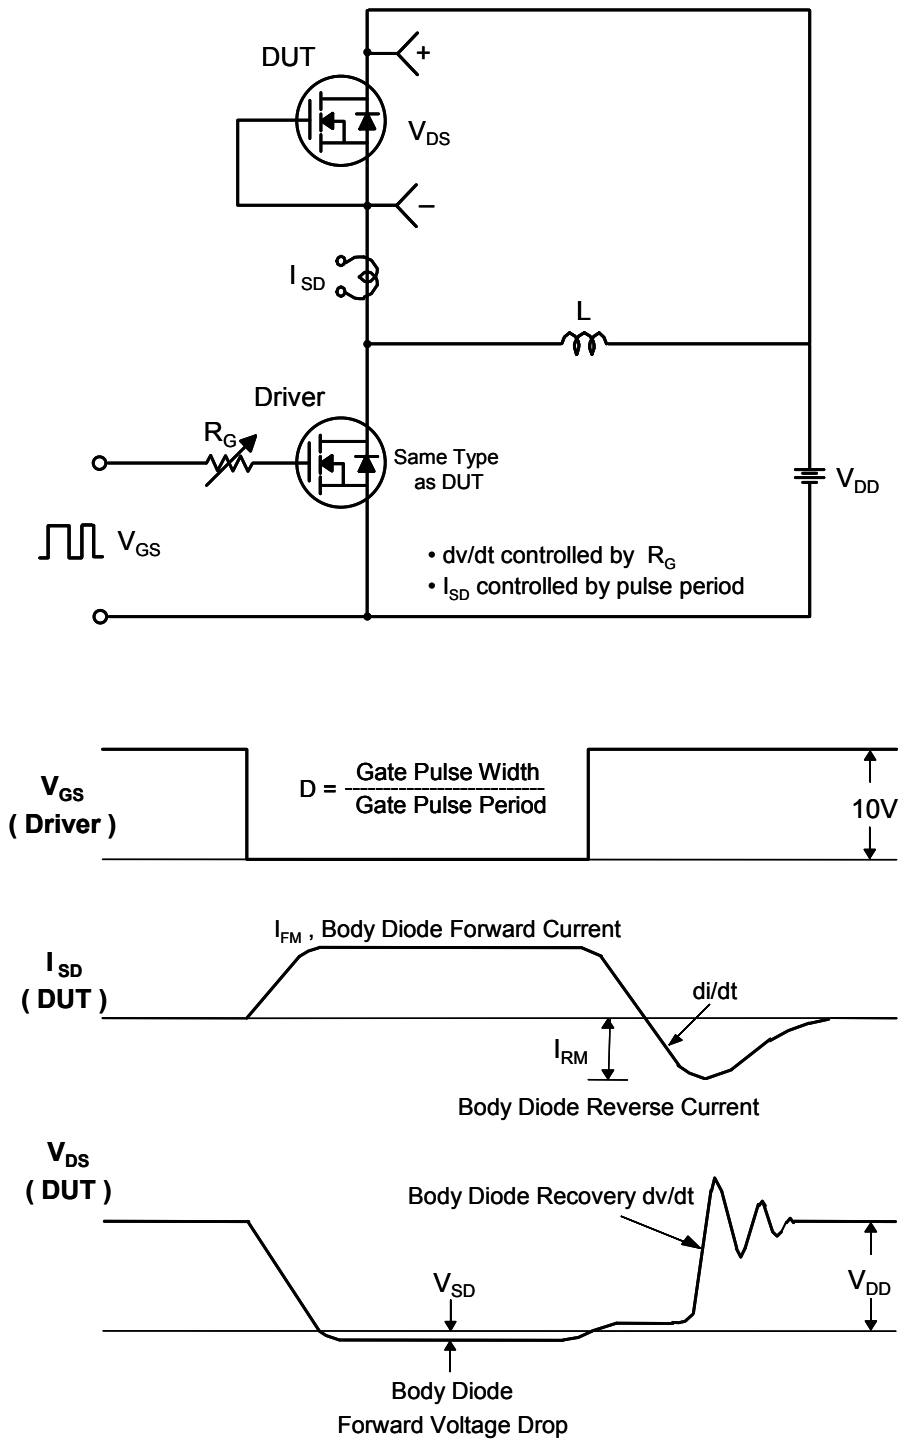 DUT
+
V_DS
−
I_SD
L
Driver
R_G
Same Type
as DUT
V_DD
V_GS
• dv/dt controlled by R_G
• I_SD controlled by pulse period
V_GS
( Driver )
D = Gate Pulse Width
--------------------------
Gate Pulse Period
10V
I_FM , Body Diode Forward Current
I_SD
( DUT )
di/dt
I_RM
Body Diode Reverse Current
V_DS
( DUT )
Body Diode Recovery dv/dt
V_SD
V_DD
Body Diode
Forward Voltage Drop